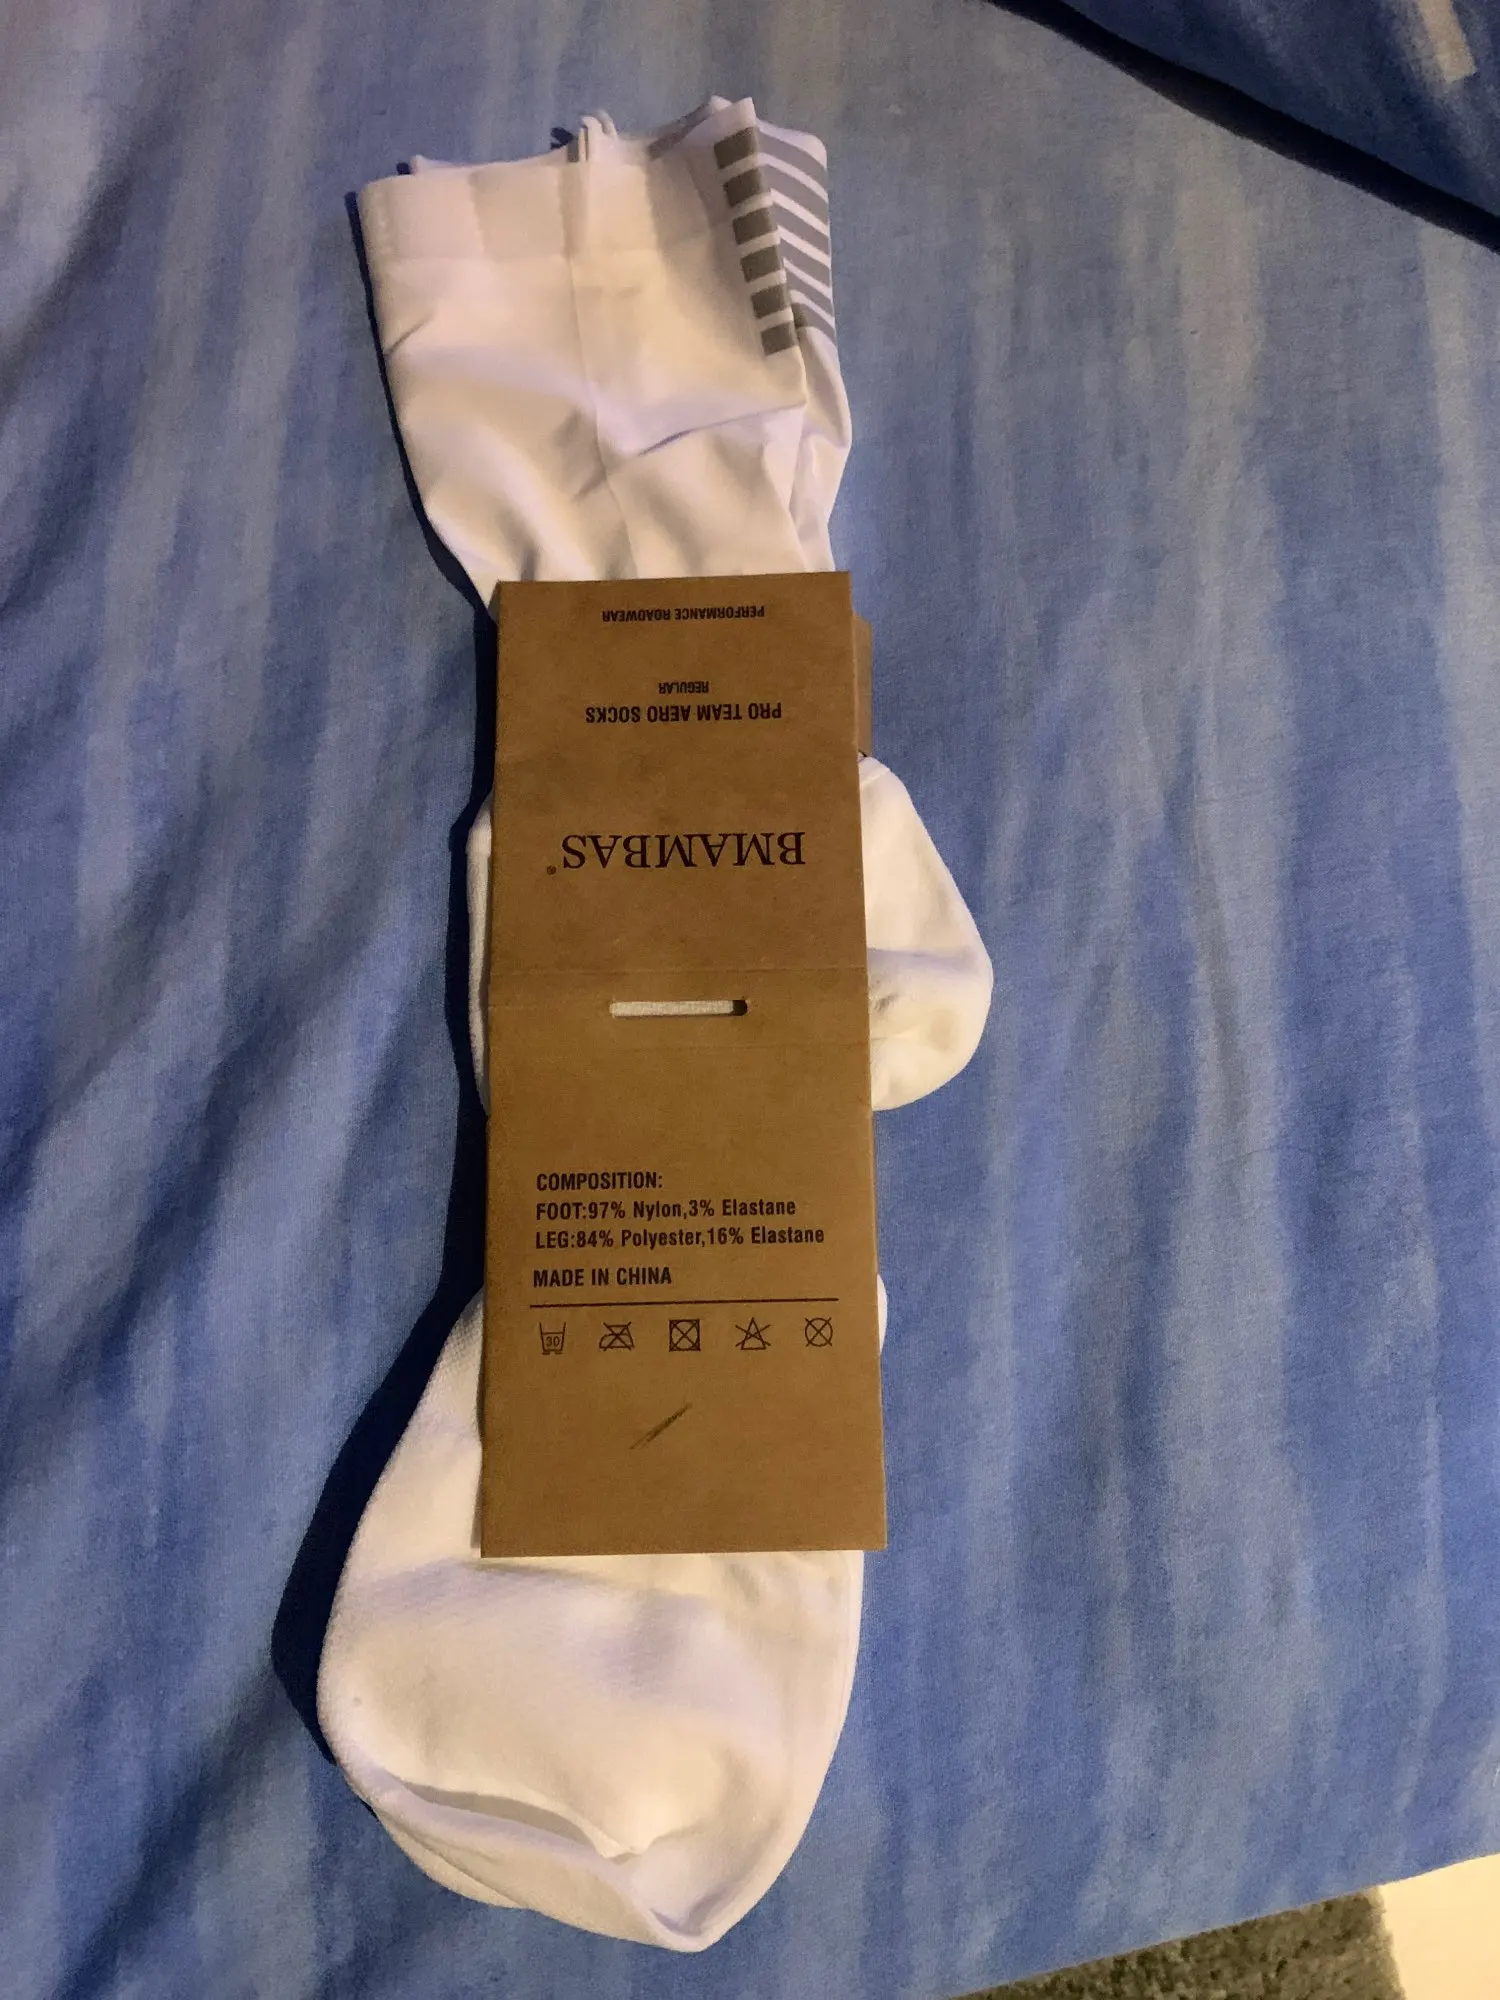 BMAMBAS®
PRO TEAM AERO SOCKS
REGULAR
PERFORMANCE ROADWEAR
COMPOSITION:
FOOT:97% Nylon,3% Elastane
LEG:84% Polyester,16% Elastane
MADE IN CHINA
30